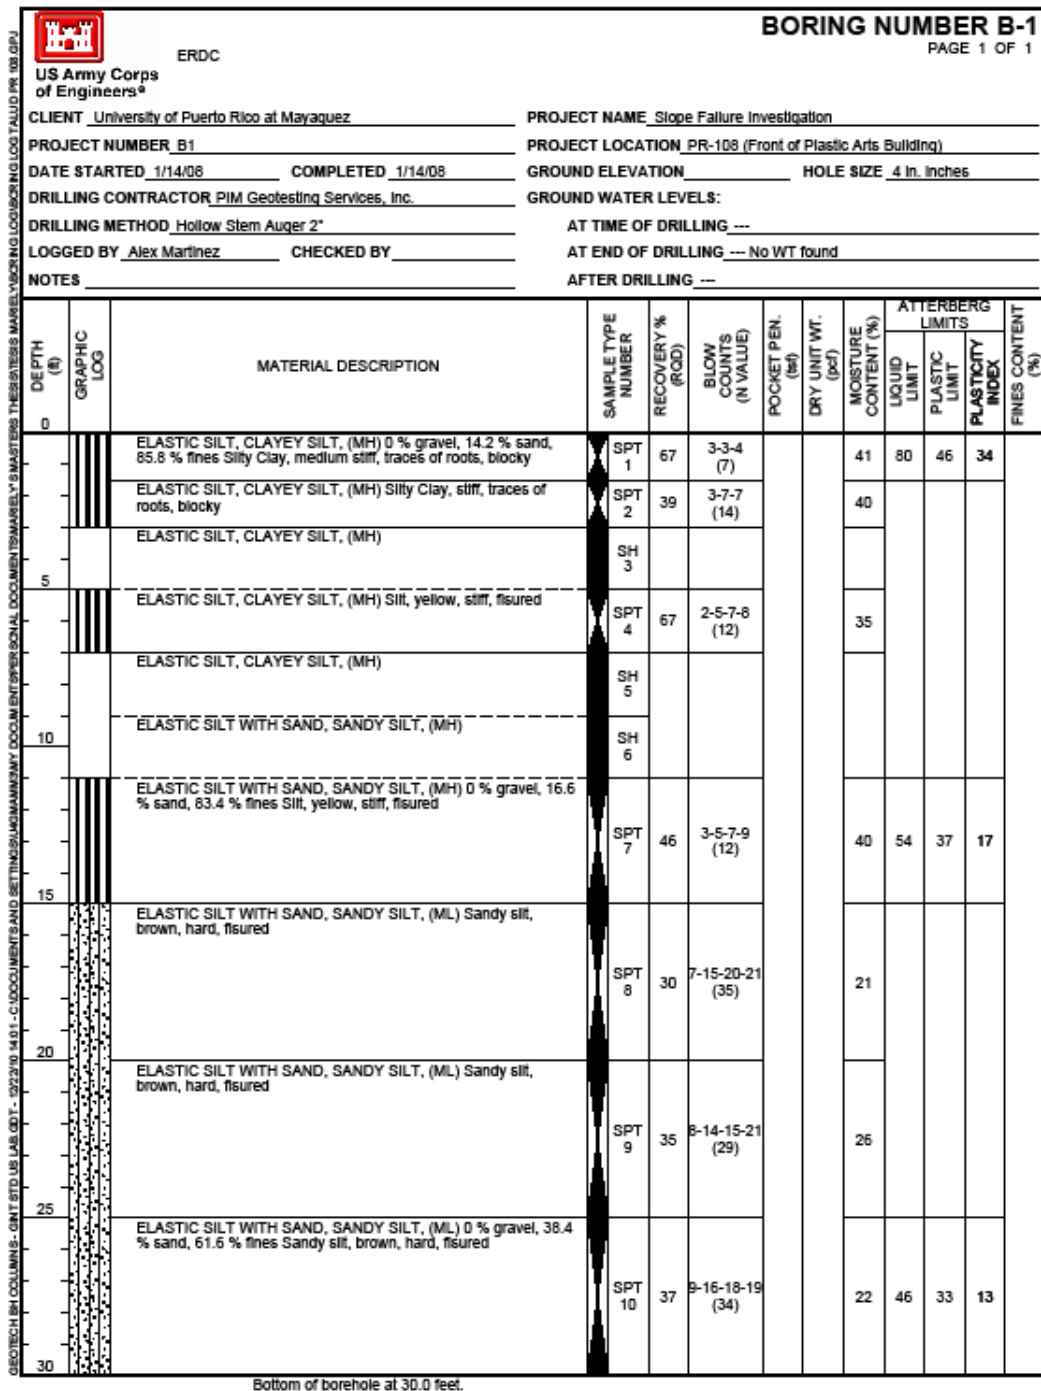 BORING NUMBER B-1
PAGE 1 OF 1
ERDC
US Army Corps
of Engineers®
CLIENT University of Puerto Rico at Mayaquez
PROJECT NAME Slope Failure Investigation
PROJECT NUMBER B1
PROJECT LOCATION PR-108 (Front of Plastic Arts Building)
DATE STARTED 1/14/08 COMPLETED 1/14/08
GROUND ELEVATION HOLE SIZE 4 in. inches
DRILLING CONTRACTOR PIM Geotesting Services, Inc.
GROUND WATER LEVELS:
DRILLING METHOD Hollow Stem Auger 2"
AT TIME OF DRILLING ---
LOGGED BY Alex Martinez CHECKED BY
AT END OF DRILLING --- No WT found
NOTES
AFTER DRILLING ---
DEPTH (ft)
GRAPHIC LOG
MATERIAL DESCRIPTION
SAMPLE TYPE NUMBER
RECOVERY % (RQD)
BLOW COUNTS (N VALUE)
POCKET PEN. (tsf)
DRY UNIT WT. (pcf)
MOISTURE CONTENT (%)
ATTERBERG LIMITS
LIQUID LIMIT
PLASTIC LIMIT
PLASTICITY INDEX
FINES CONTENT (%)
0
ELASTIC SILT, CLAYEY SILT, (MH) 0 % gravel, 14.2 % sand,
85.8 % fines Silty Clay, medium stiff, traces of roots, blocky
SPT 1 67 3-3-4 (7) 41 80 46 34
ELASTIC SILT, CLAYEY SILT, (MH) Silty Clay, stiff, traces of
roots, blocky
SPT 2 39 3-7-7 (14) 40
ELASTIC SILT, CLAYEY SILT, (MH)
SH 3
5
ELASTIC SILT, CLAYEY SILT, (MH) Silt, yellow, stiff, fisured
SPT 4 67 2-5-7-8 (12) 35
ELASTIC SILT, CLAYEY SILT, (MH)
SH 5
ELASTIC SILT WITH SAND, SANDY SILT, (MH)
10
SH 6
ELASTIC SILT WITH SAND, SANDY SILT, (MH) 0 % gravel, 16.6
% sand, 83.4 % fines Silt, yellow, stiff, fisured
SPT 7 46 3-5-7-9 (12) 40 54 37 17
15
ELASTIC SILT WITH SAND, SANDY SILT, (ML) Sandy silt,
brown, hard, fisured
SPT 8 30 7-15-20-21 (35) 21
20
ELASTIC SILT WITH SAND, SANDY SILT, (ML) Sandy silt,
brown, hard, fisured
SPT 9 35 8-14-15-21 (29) 26
25
ELASTIC SILT WITH SAND, SANDY SILT, (ML) 0 % gravel, 38.4
% sand, 61.6 % fines Sandy silt, brown, hard, fisured
SPT 10 37 9-16-18-19 (34) 22 46 33 13
30
Bottom of borehole at 30.0 feet.
GEOTECH BH COLUMNS - GINT STD US LAB.GDT - 12/22/10 14:01 - C:\DOCUMENTS AND SETTINGS\